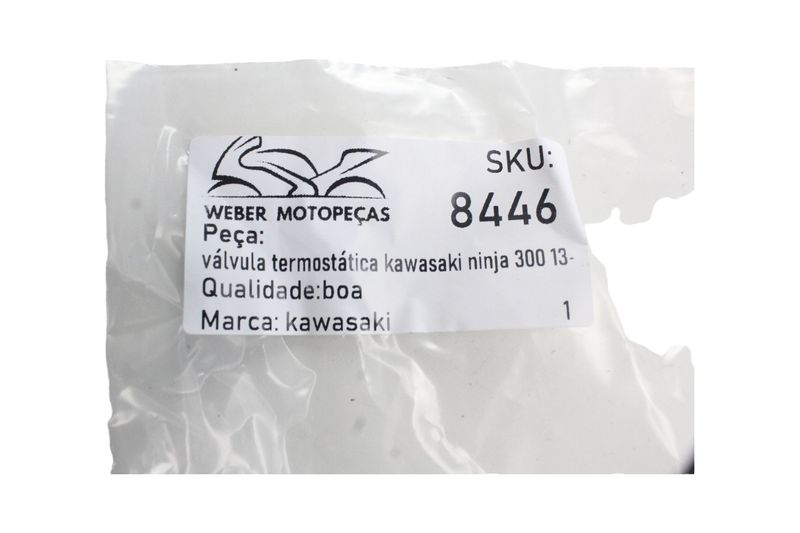 SKU:
8446
WEBER MOTOPEÇAS
Peça:
válvula termostática kawasaki ninja 300 13-
Qualidade:boa
Marca: kawasaki
1